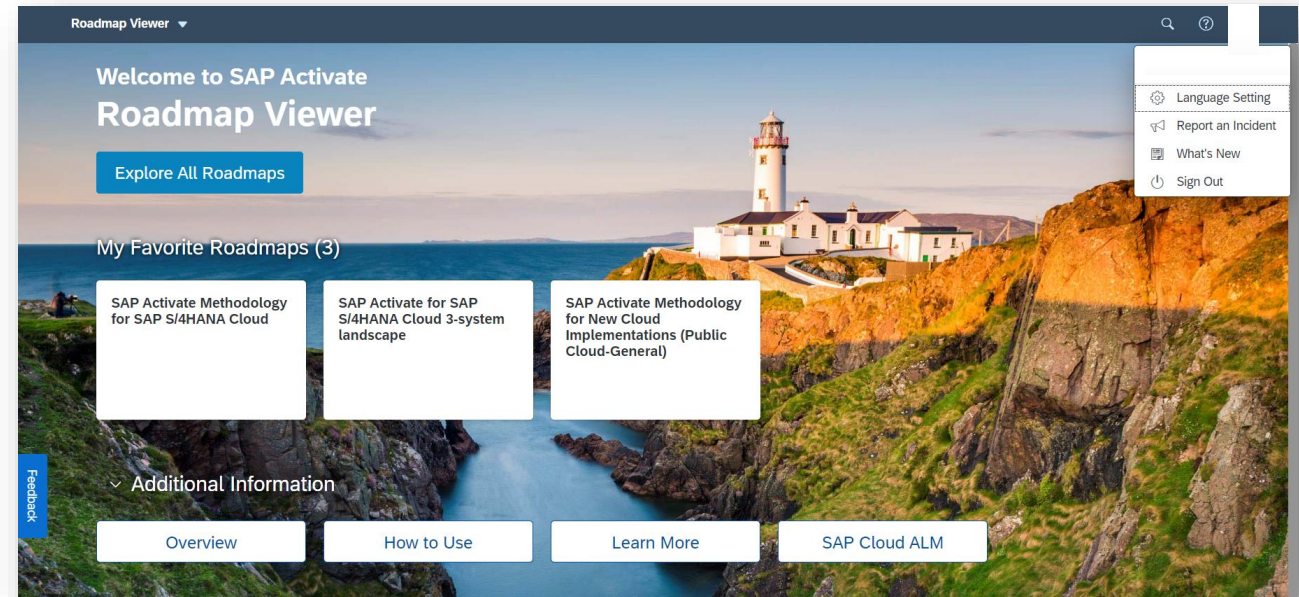 Roadmap Viewer
Welcome to SAP Activate
Roadmap Viewer
Explore All Roadmaps
Language Setting
Report an Incident
What's New
Sign Out
My Favorite Roadmaps (3)
SAP Activate Methodology
for SAP S/4HANA Cloud
SAP Activate for SAP
S/4HANA Cloud 3-system
landscape
SAP Activate Methodology
for New Cloud
Implementations (Public
Cloud-General)
Feedback
Additional Information
Overview
How to Use
Learn More
SAP Cloud ALM